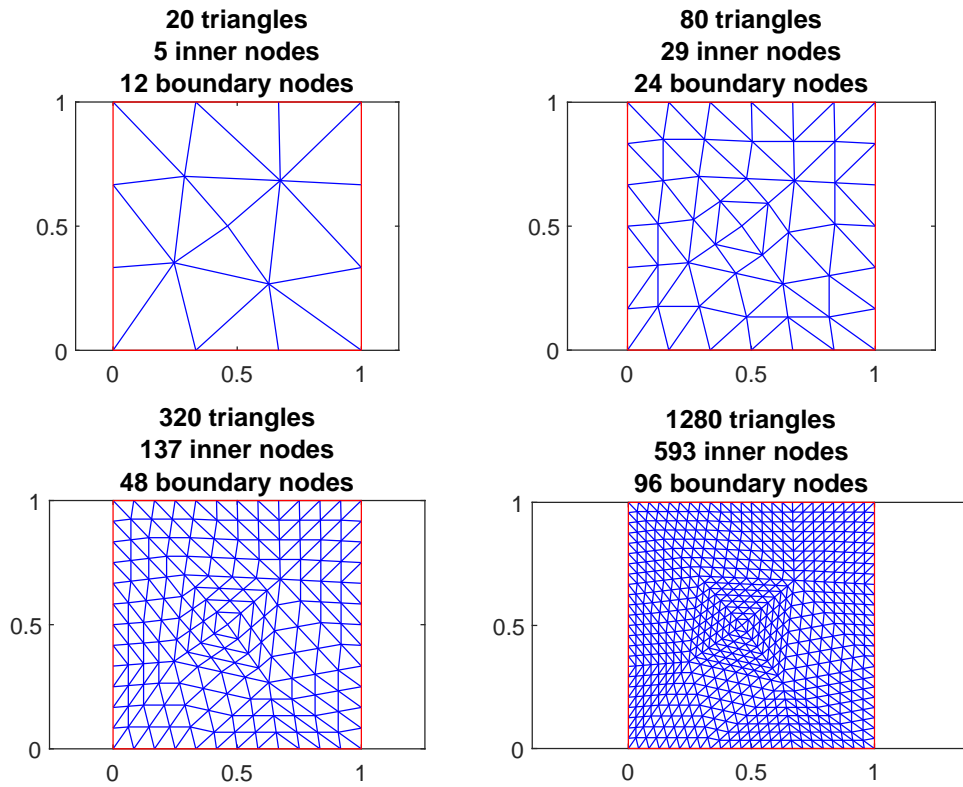 20 triangles
5 inner nodes
12 boundary nodes
1
0.5
0
0
0.5
1
80 triangles
29 inner nodes
24 boundary nodes
1
0.5
0
0
0.5
1
320 triangles
137 inner nodes
48 boundary nodes
1
0.5
0
0
0.5
1
1280 triangles
593 inner nodes
96 boundary nodes
1
0.5
0
0
0.5
1